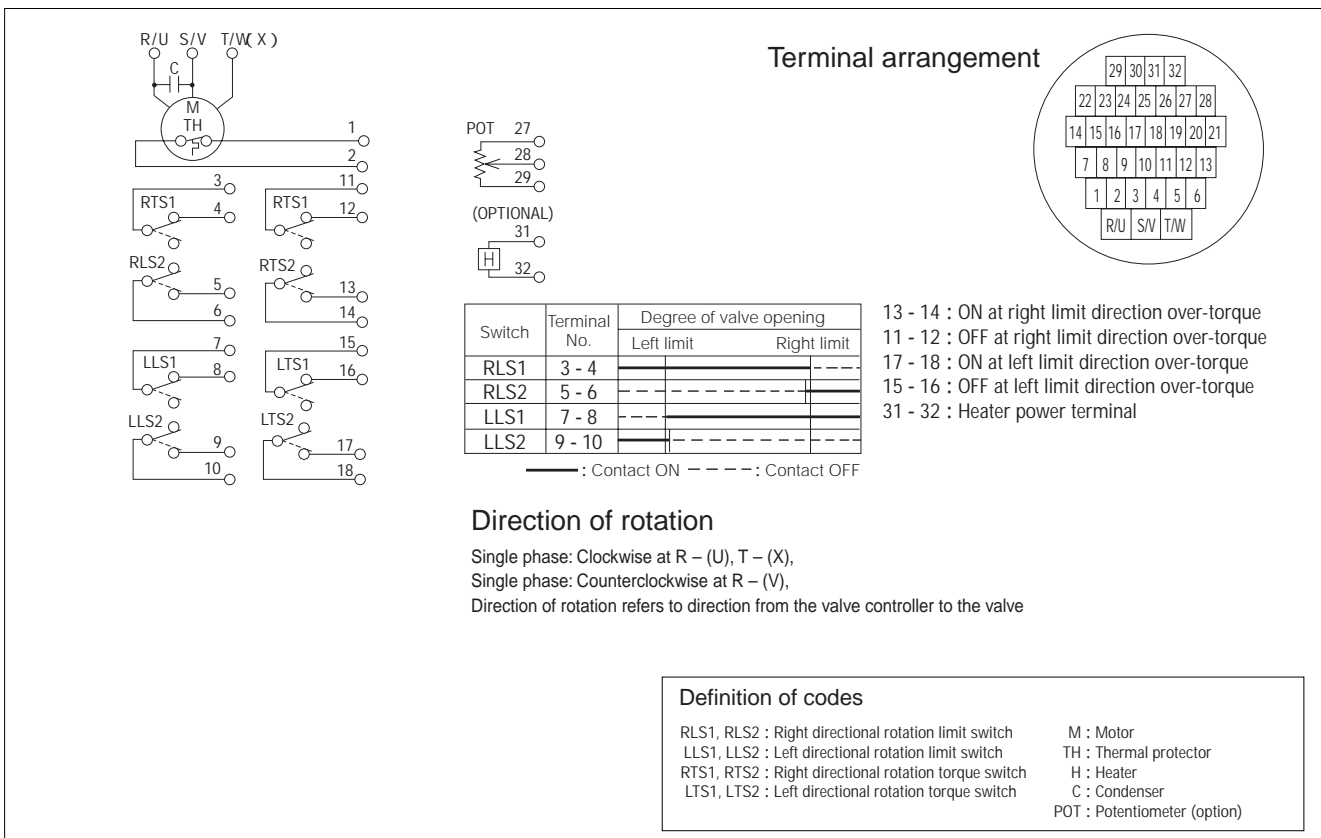 R/U S/V T/W( X )
C
M
TH
1
2
3
RTS1
4
11
RTS1
12
RLS2
5
6
RTS2
13
14
7
LLS1
8
15
LTS1
16
LLS2
9
10
LTS2
17
18
POT 27
28
29
(OPTIONAL)
31
H
32
Terminal arrangement
29 30 31 32
22 23 24 25 26 27 28
14 15 16 17 18 19 20 21
7 8 9 10 11 12 13
1 2 3 4 5 6
R/U S/V T/W
Switch Terminal No. Degree of valve opening
Left limit Right limit
RLS1 3 - 4
RLS2 5 - 6
LLS1 7 - 8
LLS2 9 - 10
: Contact ON : Contact OFF
13 - 14 : ON at right limit direction over-torque
11 - 12 : OFF at right limit direction over-torque
17 - 18 : ON at left limit direction over-torque
15 - 16 : OFF at left limit direction over-torque
31 - 32 : Heater power terminal
Direction of rotation
Single phase: Clockwise at R – (U), T – (X),
Single phase: Counterclockwise at R – (V),
Direction of rotation refers to direction from the valve controller to the valve
Definition of codes
RLS1, RLS2 : Right directional rotation limit switch
LLS1, LLS2 : Left directional rotation limit switch
RTS1, RTS2 : Right directional rotation torque switch
LTS1, LTS2 : Left directional rotation torque switch
M : Motor
TH : Thermal protector
H : Heater
C : Condenser
POT : Potentiometer (option)